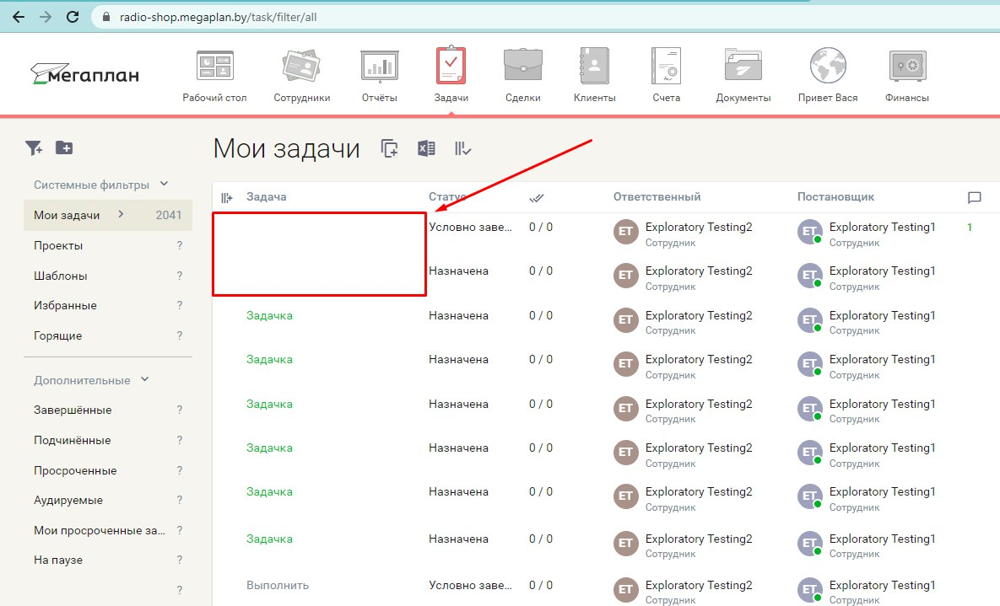 radio-shop.megaplan.by/task/filter/all
мегаплан
Рабочий стол Сотрудники Отчёты Задачи Сделки Клиенты Счета Документы Привет Вася Финансы
Мои задачи
Системные фильтры
Мои задачи 2041
Проекты ?
Шаблоны ?
Избранные ?
Горящие ?
Дополнительные
Завершённые ?
Подчинённые ?
Просроченные ?
Аудируемые ?
Мои просроченные за... ?
На паузе ?
?
Задача Статус Ответственный Постановщик
Условно заве... 0 / 0 ET Exploratory Testing2 ET Exploratory Testing1 1
Сотрудник Сотрудник
Назначена 0 / 0 ET Exploratory Testing2 ET Exploratory Testing1
Сотрудник Сотрудник
Задачка Назначена 0 / 0 ET Exploratory Testing2 ET Exploratory Testing1
Сотрудник Сотрудник
Задачка Назначена 0 / 0 ET Exploratory Testing2 ET Exploratory Testing1
Сотрудник Сотрудник
Задачка Назначена 0 / 0 ET Exploratory Testing2 ET Exploratory Testing1
Сотрудник Сотрудник
Задачка Назначена 0 / 0 ET Exploratory Testing2 ET Exploratory Testing1
Сотрудник Сотрудник
Задачка Назначена 0 / 0 ET Exploratory Testing2 ET Exploratory Testing1
Сотрудник Сотрудник
Задачка Назначена 0 / 0 ET Exploratory Testing2 ET Exploratory Testing1
Сотрудник Сотрудник
Выполнить Условно заве... 0 / 0 ET Exploratory Testing2 ET Exploratory Testing1
Сотрудник Сотрудник